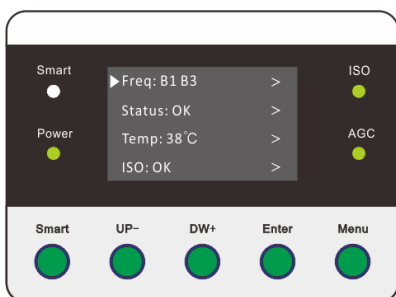 Smart
ISO
Freq: B1 B3 >
Status: OK >
Power
AGC
Temp: 38℃ >
ISO: OK >
Smart UP- DW+ Enter Menu